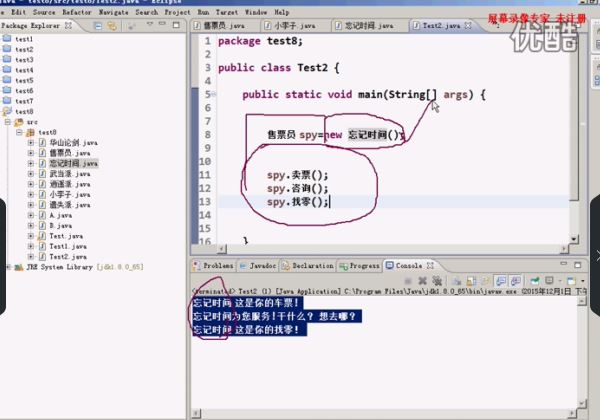 Java - test8/src/test8/Test2.java - Eclipse
Edit Source Refactor Navigate Search Project Run Target Window Help
屏幕录像专家 未注册
优酷
Package Explorer
售票员.java 小李子.java 忘记时间.java Test2.java
test1
test2
test3
test4
test5
test6
test7
test8
src
test8
华山论剑.java
售票员.java
忘记时间.java
武当派.java
逍遥派.java
小李子.java
遗失派.java
A.java
B.java
Test.java
Test1.java
Test2.java
JRE System Library [jdk1.8.0_65]
1 package test8;
2
3 public class Test2 {
4
5 public static void main(String[] args) {
6
7
8 售票员 spy=new 忘记时间();
9
10
11 spy.卖票();
12 spy.咨询();
13 spy.找零();
14
15 }
16
Problems Javadoc Declaration Progress Console
<terminated> Test2 (1) [Java Application] C:\Program Files\Java\jdk1.8.0_65\bin\javaw.exe (2015年12月1日 下午
忘记时间 这是你的车票!
忘记时间为您服务!干什么? 想去哪?
忘记时间 这是你的找零!